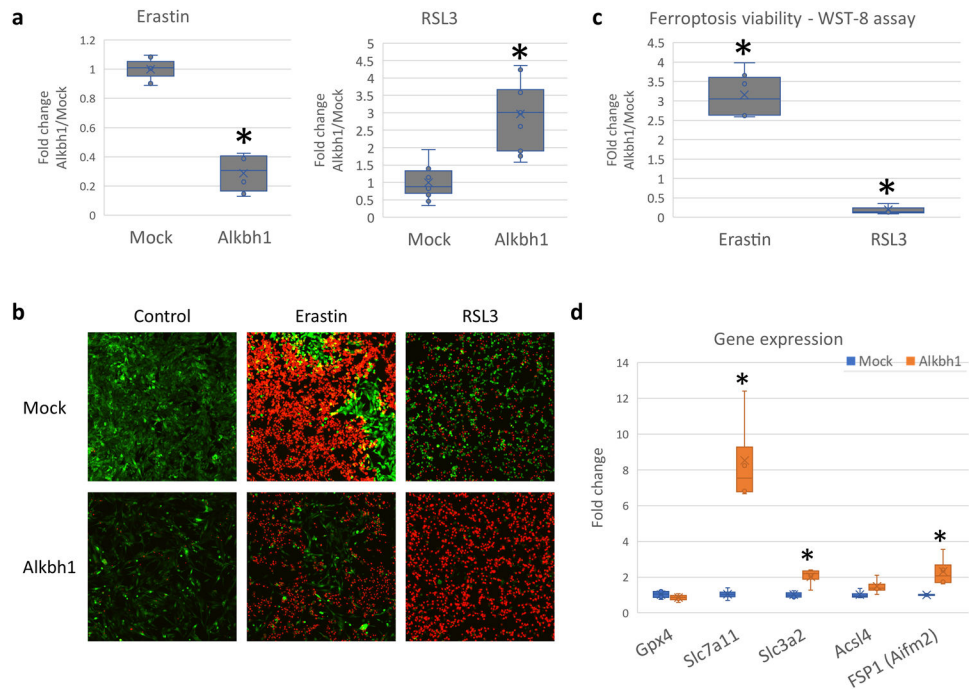 a
Erastin
Fold change
Alkbh1/Mock
1.2
1
0.8
0.6
0.4
0.2
0
*
Mock
Alkbh1
RSL3
Fold change
Alkbh1/Mock
5
4.5
4
3.5
3
2.5
2
1.5
1
0.5
0
*
Mock
Alkbh1
c
Ferroptosis viability - WST-8 assay
FOld change
Alkbh1/Mock
4.5
4
3.5
3
2.5
2
1.5
1
0.5
0
*
*
Erastin
RSL3
b
Control
Erastin
RSL3
Mock
Alkbh1
d
Gene expression
Mock
Alkbh1
Fold change
14
12
10
8
6
4
2
0
*
*
*
Gpx4
Slc7a11
Slc3a2
Acsl4
FSP1 (Aifm2)